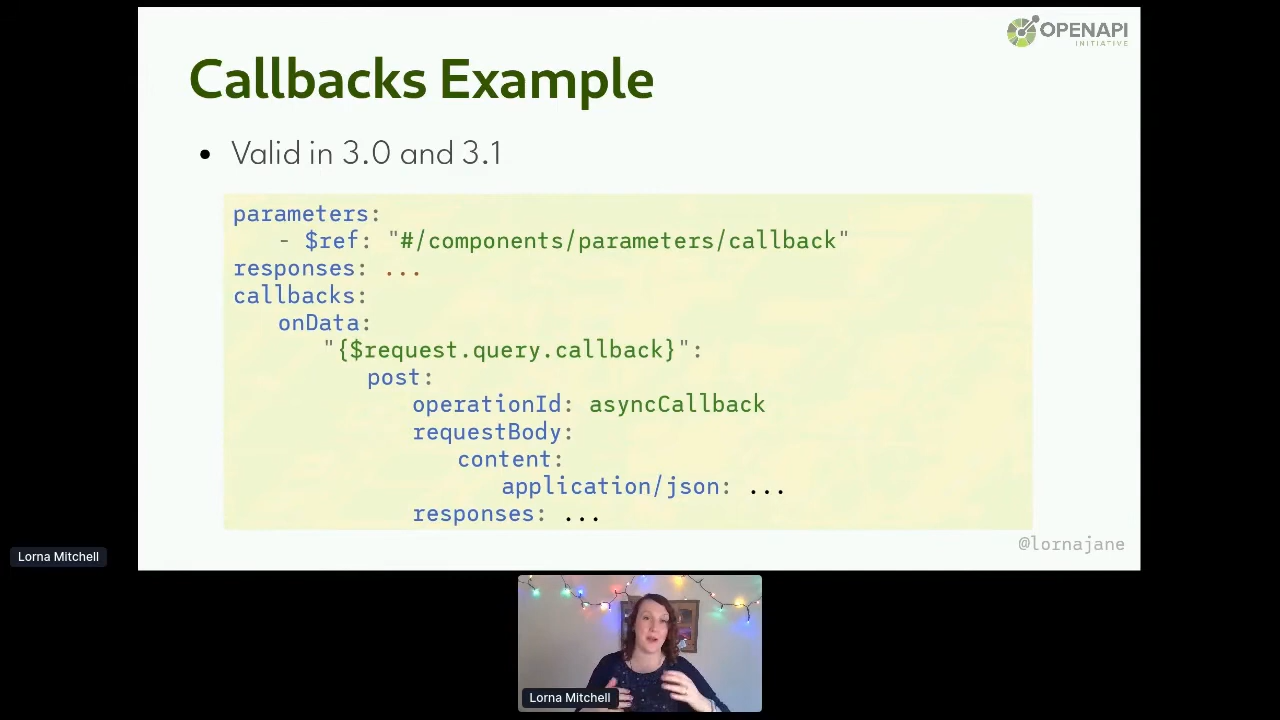 OPENAPI
INITIATIVE
Callbacks Example
• Valid in 3.0 and 3.1
parameters:
- $ref: "#/components/parameters/callback"
responses: ...
callbacks:
onData:
"{$request.query.callback}":
post:
operationId: asyncCallback
requestBody:
content:
application/json: ...
responses: ...
@lornajane
Lorna Mitchell
Lorna Mitchell